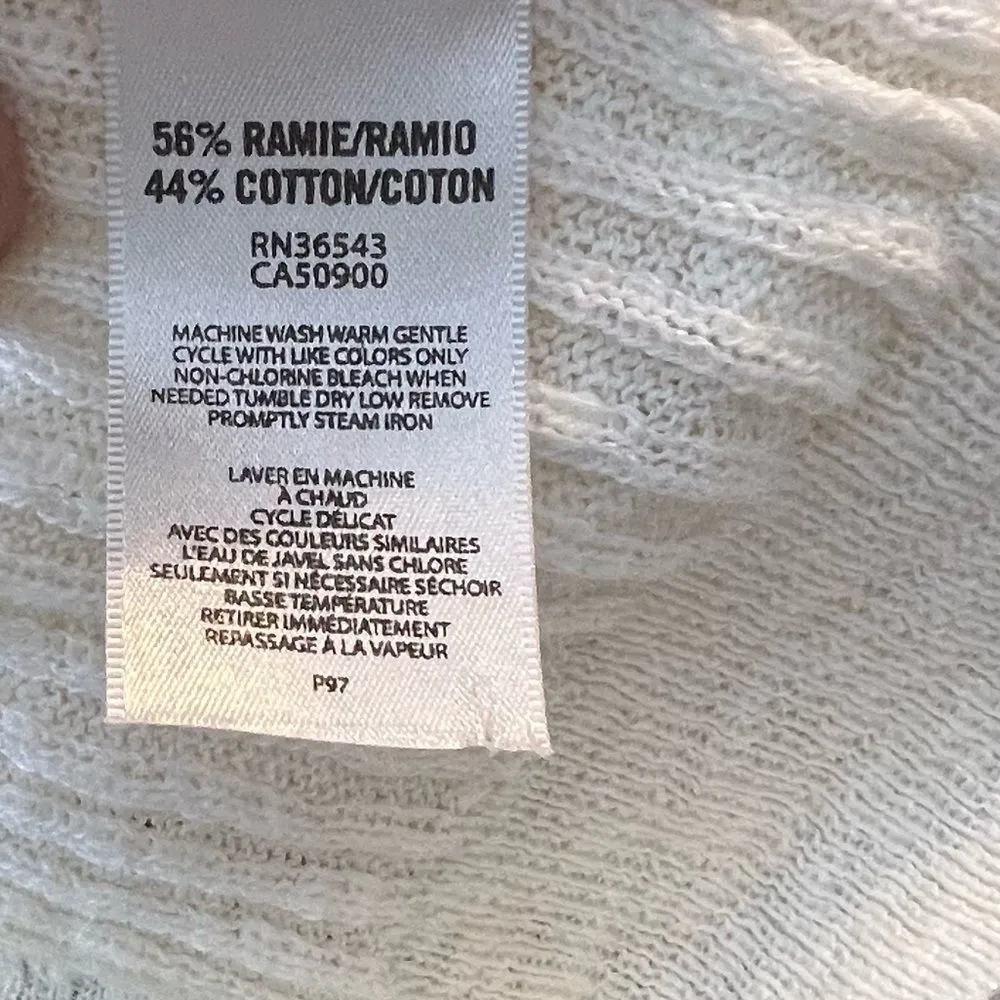 56% RAMIE/RAMIO
44% COTTON/COTON
RN36543
CA50900
MACHINE WASH WARM GENTLE
CYCLE WITH LIKE COLORS ONLY
NON-CHLORINE BLEACH WHEN
NEEDED TUMBLE DRY LOW REMOVE
PROMPTLY STEAM IRON
LAVER EN MACHINE
À CHAUD
CYCLE DÉLICAT
AVEC DES COULEURS SIMILAIRES
L'EAU DE JAVEL SANS CHLORE
SEULEMENT SI NÉCESSAIRE SÉCHOIR
BASSE TEMPÉRATURE
RETIRER IMMÉDIATEMENT
REPASSAGE À LA VAPEUR
P97